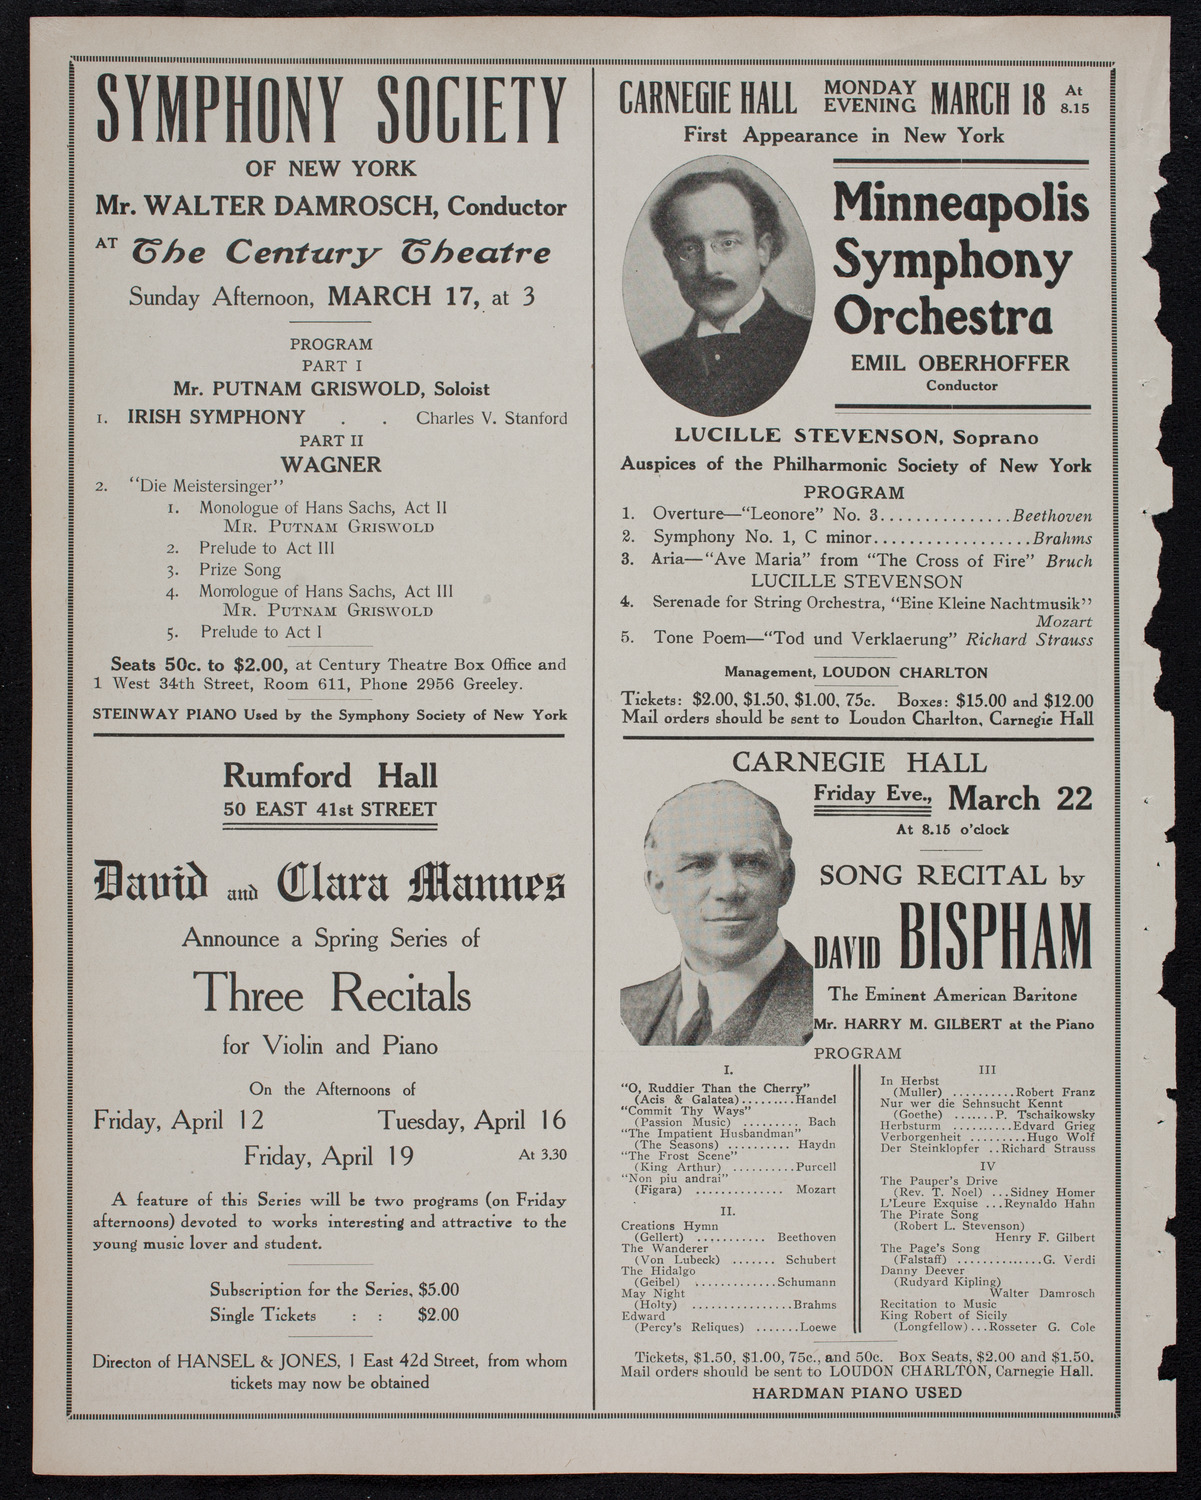 SYMPHONY SOCIETY
OF NEW YORK
Mr. WALTER DAMROSCH, Conductor
AT The Century Theatre
Sunday Afternoon, MARCH 17, at 3
PROGRAM
PART I
Mr. PUTNAM GRISWOLD, Soloist
1. IRISH SYMPHONY . . Charles V. Stanford
PART II
WAGNER
2. "Die Meistersinger"
1. Monologue of Hans Sachs, Act II
MR. PUTNAM GRISWOLD
2. Prelude to Act III
3. Prize Song
4. Monologue of Hans Sachs, Act III
MR. PUTNAM GRISWOLD
5. Prelude to Act I
Seats 50c. to $2.00, at Century Theatre Box Office and
1 West 34th Street, Room 611, Phone 2956 Greeley.
STEINWAY PIANO Used by the Symphony Society of New York
Rumford Hall
50 EAST 41st STREET
David and Clara Mannes
Announce a Spring Series of
Three Recitals
for Violin and Piano
On the Afternoons of
Friday, April 12 Tuesday, April 16
Friday, April 19 At 3.30
A feature of this Series will be two programs (on Friday
afternoons) devoted to works interesting and attractive to the
young music lover and student.
Subscription for the Series, $5.00
Single Tickets : : $2.00
Directon of HANSEL & JONES, 1 East 42d Street, from whom
tickets may now be obtained
CARNEGIE HALL MONDAY EVENING MARCH 18 At 8.15
First Appearance in New York
Minneapolis
Symphony
Orchestra
EMIL OBERHOFFER
Conductor
LUCILLE STEVENSON, Soprano
Auspices of the Philharmonic Society of New York
PROGRAM
1. Overture—"Leonore" No. 3...............Beethoven
2. Symphony No. 1, C minor.................Brahms
3. Aria—"Ave Maria" from "The Cross of Fire" Bruch
LUCILLE STEVENSON
4. Serenade for String Orchestra, "Eine Kleine Nachtmusik"
Mozart
5. Tone Poem—"Tod und Verklaerung" Richard Strauss
Management, LOUDON CHARLTON
Tickets: $2.00, $1.50, $1.00, 75c. Boxes: $15.00 and $12.00
Mail orders should be sent to Loudon Charlton, Carnegie Hall
CARNEGIE HALL
Friday Eve., March 22
At 8.15 o'clock
SONG RECITAL by
DAVID BISPHAM
The Eminent American Baritone
Mr. HARRY M. GILBERT at the Piano
PROGRAM
I.
"O, Ruddier Than the Cherry"
(Acis & Galatea).........Handel
"Commit Thy Ways"
(Passion Music) ......... Bach
"The Impatient Husbandman"
(The Seasons) .......... Haydn
"The Frost Scene"
(King Arthur) ..........Purcell
"Non piu andrai"
(Figara) ............. Mozart
II.
Creations Hymn
(Gellert) .......... Beethoven
The Wanderer
(Von Lubeck) ....... Schubert
The Hidalgo
(Geibel) ............Schumann
May Night
(Holty) ...............Brahms
Edward
(Percy's Reliques) .......Loewe
III
In Herbst
(Muller) ..........Robert Franz
Nur wer die Sehnsucht Kennt
(Goethe) .......P. Tschaikowsky
Herbsturm ..........Edvard Grieg
Verborgenheit .........Hugo Wolf
Der Steinklopfer ..Richard Strauss
IV
The Pauper's Drive
(Rev. T. Noel) ...Sidney Homer
L'Leure Exquise ...Reynaldo Hahn
The Pirate Song
(Robert L. Stevenson)
Henry F. Gilbert
The Page's Song
(Falstaff) .............G. Verdi
Danny Deever
(Rudyard Kipling)
Walter Damrosch
Recitation to Music
King Robert of Sicily
(Longfellow)...Rosseter G. Cole
Tickets, $1.50, $1.00, 75c., and 50c. Box Seats, $2.00 and $1.50.
Mail orders should be sent to LOUDON CHARLTON, Carnegie Hall.
HARDMAN PIANO USED